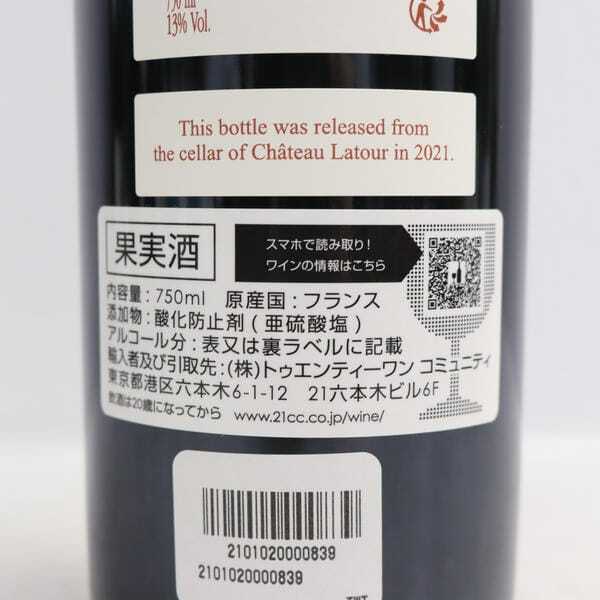 750 ml
13% Vol.
This bottle was released from
the cellar of Château Latour in 2021.
果実酒
スマホで読み取り!
ワインの情報はこちら
内容量:750ml 原産国:フランス
添加物:酸化防止剤(亜硫酸塩)
アルコール分:表又は裏ラベルに記載
輸入者及び引取先:(株)トゥエンティーワン コミュニティ
東京都港区六本木6-1-12 21六本木ビル6F
飲酒は20歳になってから www.21cc.co.jp/wine/
2101020000839
2101020000839